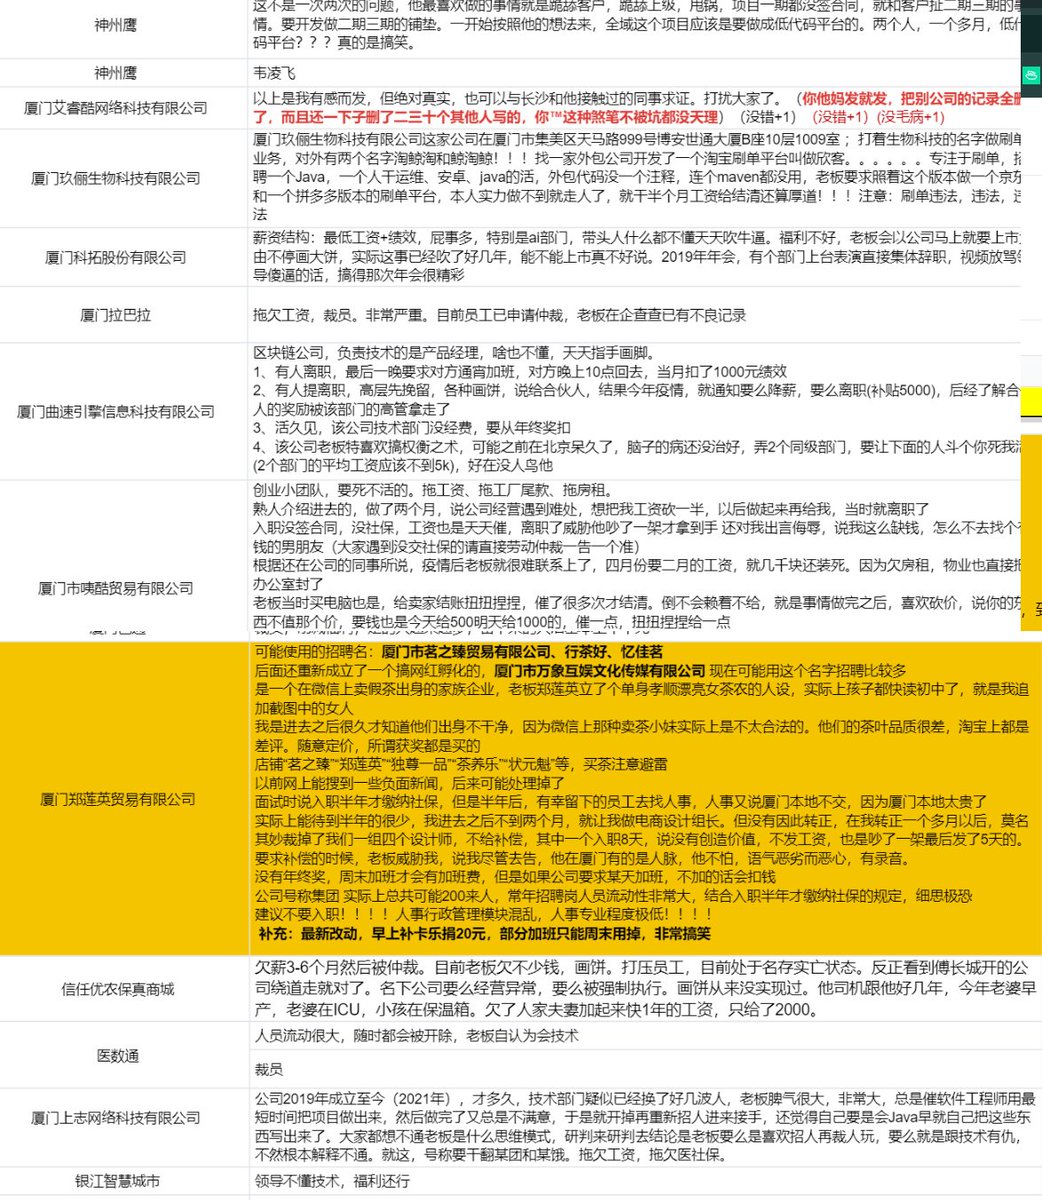 这不是一次两次的问题，他最喜欢做的事情就是跪舔客户，跪舔上级，甩锅，项目一期都没签合同，就和客户扯二期三期的事
神州鹰
情。要开发做二期三期的铺垫。一开始按照他的想法来，全域这个项目应该是要做成低代码平台的。两个人，一个多月，低代
码平台？？？真的是搞笑。
神州鹰
韦凌飞
厦门艾睿酷网络科技有限公司
以上是我有感而发，但绝对真实，也可以与长沙和他接触过的同事求证。打扰大家了。（你他妈发就发，把别公司的记录全删
了，而且还一下子删了二三十个其他人写的，你™这种煞笔不被坑都没天理）（没错+1）（没错+1）(没毛病+1)
厦门玖俪生物科技有限公司
厦门玖俪生物科技有限公司这家公司在厦门市集美区天马路999号博安世通大厦B座10层1009室 ；打着生物科技的名字做刷单
业务，对外有两个名字淘鲸淘和鲸淘鲸！！！找一家外包公司开发了一个淘宝刷单平台叫做欣客。。。。。。专注于刷单，招
聘一个Java，一个人干运维、安卓、java的活，外包代码没一个注释，连个maven都没用，老板要求照着这个版本做一个京东
和一个拼多多版本的刷单平台，本人实力做不到就走人了，就干半个月工资给结清还算厚道！！！注意：刷单违法，违法，违
法
厦门科拓股份有限公司
薪资结构：最低工资+绩效，屁事多，特别是ai部门，带头人什么都不懂天天吹牛逼。福利不好，老板会以公司马上就要上市为
由不停画大饼，实际这事已经吹了好几年，能不能上市真不好说。2019年年会，有个部门上台表演直接集体辞职，视频放骂领
导傻逼的话，搞得那次年会很精彩
厦门拉巴拉
拖欠工资，裁员。非常严重。目前员工已申请仲裁，老板在企查查已有不良记录
厦门曲速引擎信息科技有限公司
区块链公司，负责技术的是产品经理，啥也不懂，天天指手画脚。
1、有人离职，最后一晚要求对方通宵加班，对方晚上10点回去，当月扣了1000元绩效
2、有人提离职，高层先挽留，各种画饼，说给合伙人，结果今年疫情，就通知要么降薪，要么离职(补贴5000)，后经了解合
人的奖励被该部门的高管拿走了
3、活久见，该公司技术部门没经费，要从年终奖扣
4、该公司老板特喜欢搞权衡之术，可能之前在北京呆久了，脑子的病还没治好，弄2个同级部门，要让下面的人斗个你死我活
(2个部门的平均工资应该不到5k)，好在没人鸟他
厦门市咦酷贸易有限公司
创业小团队，要死不活的。拖工资、拖工厂尾款、拖房租。
熟人介绍进去的，做了两个月，说公司经营遇到难处，想把我工资砍一半，以后做起来再给我，当时就离职了
入职没签合同，没社保，工资也是天天催，离职了威胁他吵了一架才拿到手 还对我出言侮辱，说我这么缺钱，怎么不去找个有
钱的男朋友（大家遇到没交社保的请直接劳动仲裁一告一个准）
根据还在公司的同事所说，疫情后老板就很难联系上了，四月份要二月的工资，就几千块还装死。因为欠房租，物业也直接把
办公室封了
老板当时买电脑也是，给卖家结账扭扭捏捏，催了很多次才结清。倒不会赖着不给，就是事情做完之后，喜欢砍价，说你的东
西不值那个价，要钱也是今天给500明天给1000的，催一点，扭扭捏捏给一点
，到
厦门郑莲英贸易有限公司
可能使用的招聘名：厦门市茗之臻贸易有限公司、行茶好、忆佳茗
后面还重新成立了一个搞网红孵化的，厦门市万象互娱文化传媒有限公司 现在可能用这个名字招聘比较多
是一个在微信上卖假茶出身的家族企业，老板郑莲英立了个单身孝顺漂亮女茶农的人设，实际上孩子都快读初中了，就是我追
加截图中的女人
我是进去之后很久才知道他们出身不干净，因为微信上那种卖茶小妹实际上是不太合法的。他们的茶叶品质很差，淘宝上都是
差评。随意定价，所谓获奖都是买的
店铺“茗之臻”“郑莲英”“独尊一品”“茶养乐”“状元魁”等，买茶注意避雷
以前网上能搜到一些负面新闻，后来可能处理掉了
面试时说入职半年才缴纳社保，但是半年后，有幸留下的员工去找人事，人事又说厦门本地不交，因为厦门本地太贵了
实际上能待到半年的很少，我进去之后不到两个月，就让我做电商设计组长。但没有因此转正，在我转正一个多月以后，莫名
其妙裁掉了我们一组四个设计师，不给补偿，其中一个入职8天，说没有创造价值，不发工资，也是吵了一架最后发了5天的。
要求补偿的时候，老板威胁我，说我尽管去告，他在厦门有的是人脉，他不怕，语气恶劣而恶心，有录音。
没有年终奖，周末加班才会有加班费，但是如果公司要求某天加班，不加的话会扣钱
公司号称集团 实际上总共可能200来人，常年招聘岗人员流动性非常大，结合入职半年才缴纳社保的规定，细思极恐
建议不要入职！！！！人事行政管理模块混乱，人事专业程度极低！！！！
补充：最新改动，早上补卡乐捐20元，部分加班只能周末用掉，非常搞笑
信任优农保真商城
欠薪3-6个月然后被仲裁。目前老板欠不少钱，画饼。打压员工，目前处于名存实亡状态。反正看到傅长城开的公
司绕道走就对了。名下公司要么经营异常，要么被强制执行。画饼从来没实现过。他司机跟他好几年，今年老婆早
产，老婆在ICU，小孩在保温箱。欠了人家夫妻加起来快1年的工资，只给了2000。
医数通
人员流动很大，随时都会被开除，老板自认为会技术
裁员
厦门上志网络科技有限公司
公司2019年成立至今（2021年），才多久，技术部门疑似已经换了好几波人，老板脾气很大，非常大，总是催软件工程师用最
短时间把项目做出来，然后做完了又总是不满意，于是就开掉再重新招人进来接手，还觉得自己要是会Java早就自己把这些东
西写出来了。大家都想不通老板是什么思维模式，研判来研判去结论是老板要么是喜欢招人再裁人玩，要么就是跟技术有仇，
不然根本解释不通。就这，号称要干翻某团和某饿。拖欠工资，拖欠医社保。
银江智慧城市
领导不懂技术，福利还行